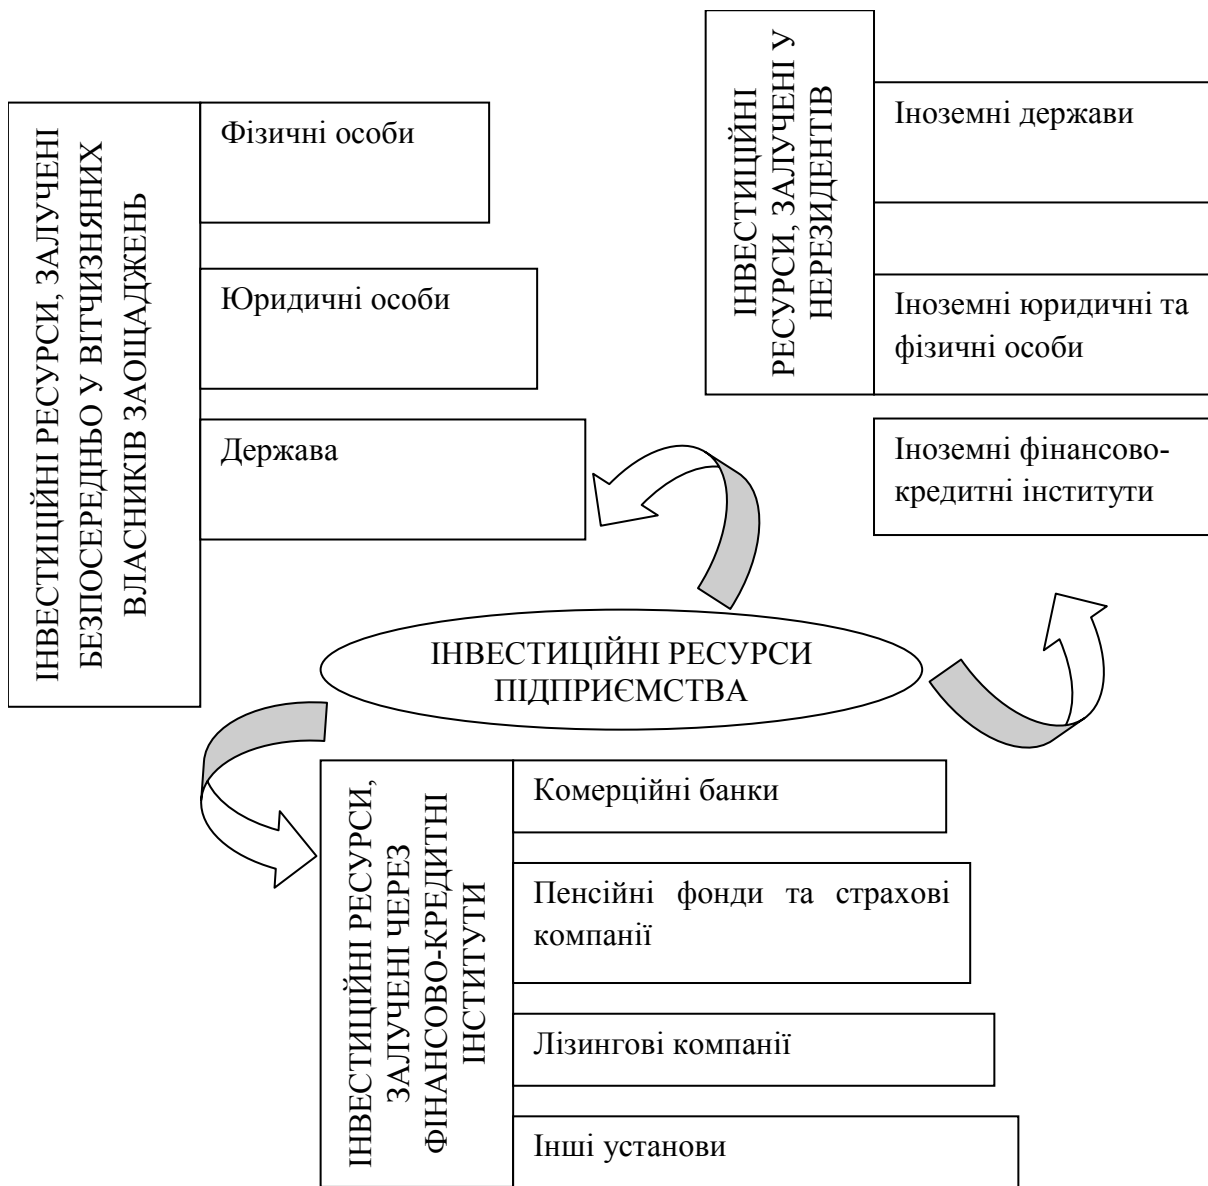 ІНВЕСТИЦІЙНІ РЕСУРСИ, ЗАЛУЧЕНІ
БЕЗПОСЕРЕДНЬО У ВІТЧИЗНЯНИХ
ВЛАСНИКІВ ЗАОЩАДЖЕНЬ
Фізичні особи
Юридичні особи
Держава
ІНВЕСТИЦІЙНІ
РЕСУРСИ, ЗАЛУЧЕНІ У
НЕРЕЗИДЕНТІВ
Іноземні держави
Іноземні юридичні та
фізичні особи
Іноземні фінансово-
кредитні інститути
ІНВЕСТИЦІЙНІ РЕСУРСИ
ПІДПРИЄМСТВА
ІНВЕСТИЦІЙНІ РЕСУРСИ,
ЗАЛУЧЕНІ ЧЕРЕЗ
ФІНАНСОВО-КРЕДИТНІ
ІНСТИТУТИ
Комерційні банки
Пенсійні фонди та страхові
компанії
Лізингові компанії
Інші установи